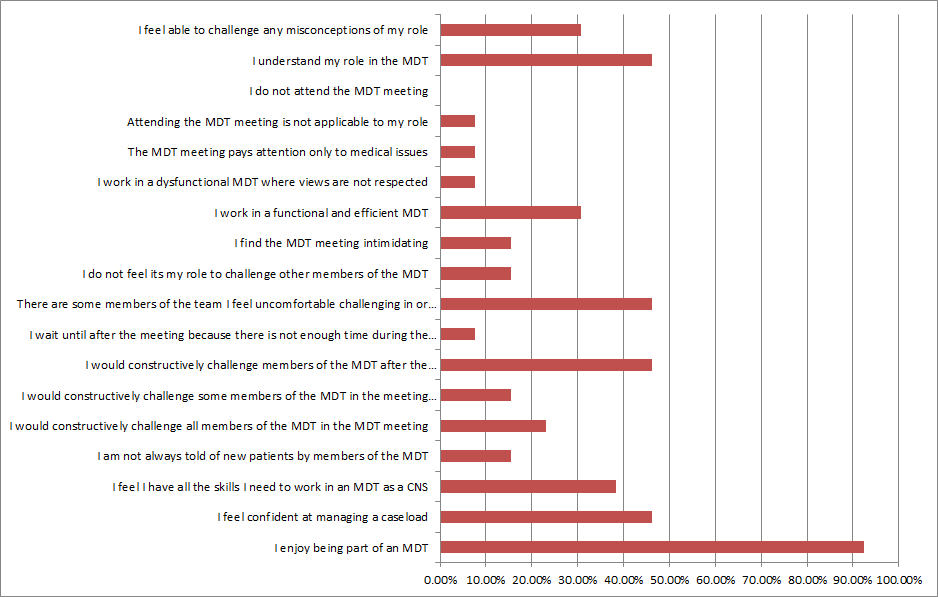 I feel able to challenge any misconceptions of my role
I understand my role in the MDT
I do not attend the MDT meeting
Attending the MDT meeting is not applicable to my role
The MDT meeting pays attention only to medical issues
I work in a dysfunctional MDT where views are not respected
I work in a functional and efficient MDT
I find the MDT meeting intimidating
I do not feel its my role to challenge other members of the MDT
There are some members of the team I feel uncomfortable challenging in or...
I wait until after the meeting because there is not enough time during the...
I would constructively challenge members of the MDT after the...
I would constructively challenge some members of the MDT in the meeting...
I would constructively challenge all members of the MDT in the MDT meeting
I am not always told of new patients by members of the MDT
I feel I have all the skills I need to work in an MDT as a CNS
I feel confident at managing a caseload
I enjoy being part of an MDT
0.00% 10.00% 20.00% 30.00% 40.00% 50.00% 60.00% 70.00% 80.00% 90.00% 100.00%